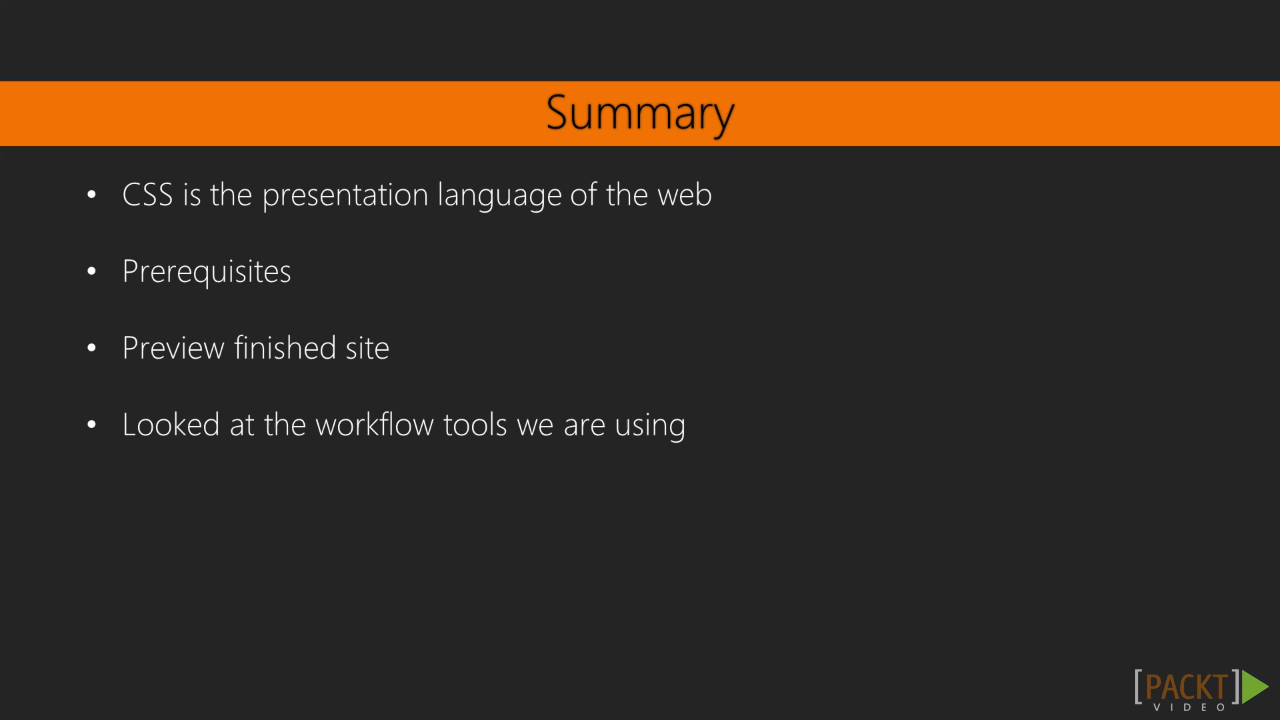 Summary
• CSS is the presentation language of the web
• Prerequisites
• Preview finished site
• Looked at the workflow tools we are using
[PACKT]
VIDEO